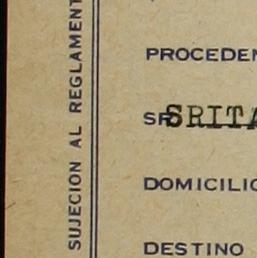 SUJECION AL REGLAMENT
PROCEDEN
SR SRITA
DOMICILIO
DESTINO